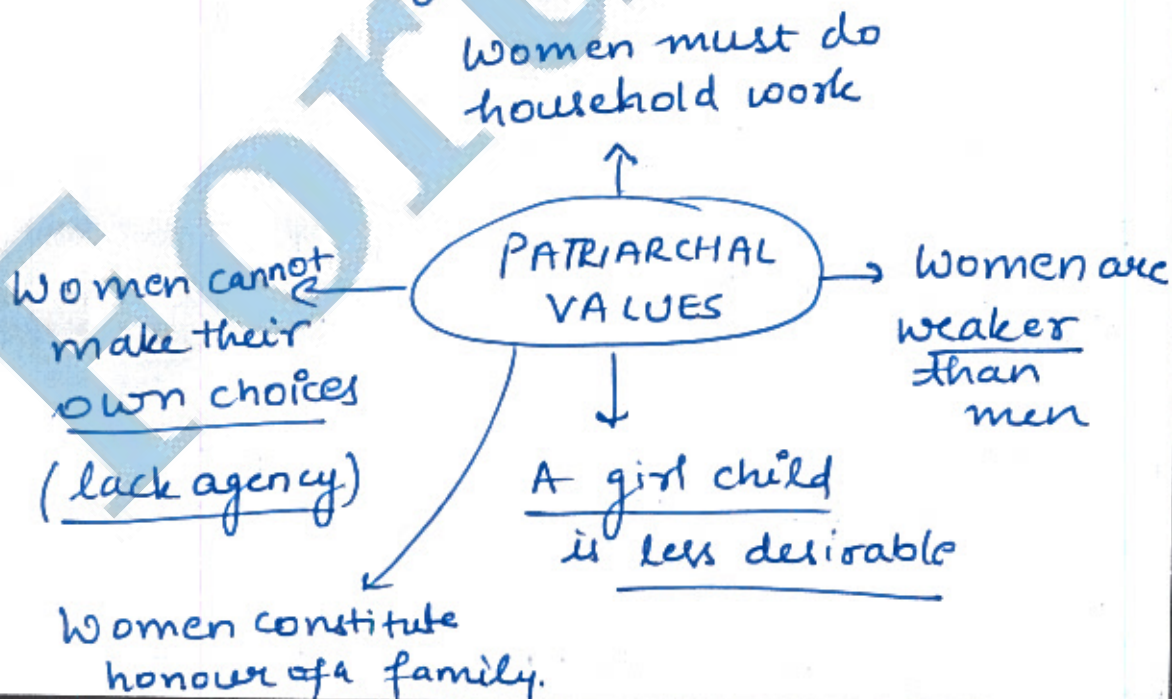 Women must do
household work
PATRIARCHAL
VALUES
Women cannot
make their
own choices
(lack agency)
Women are
weaker
than
men
A girl child
is less desirable
Women constitute
honour of a family.
For